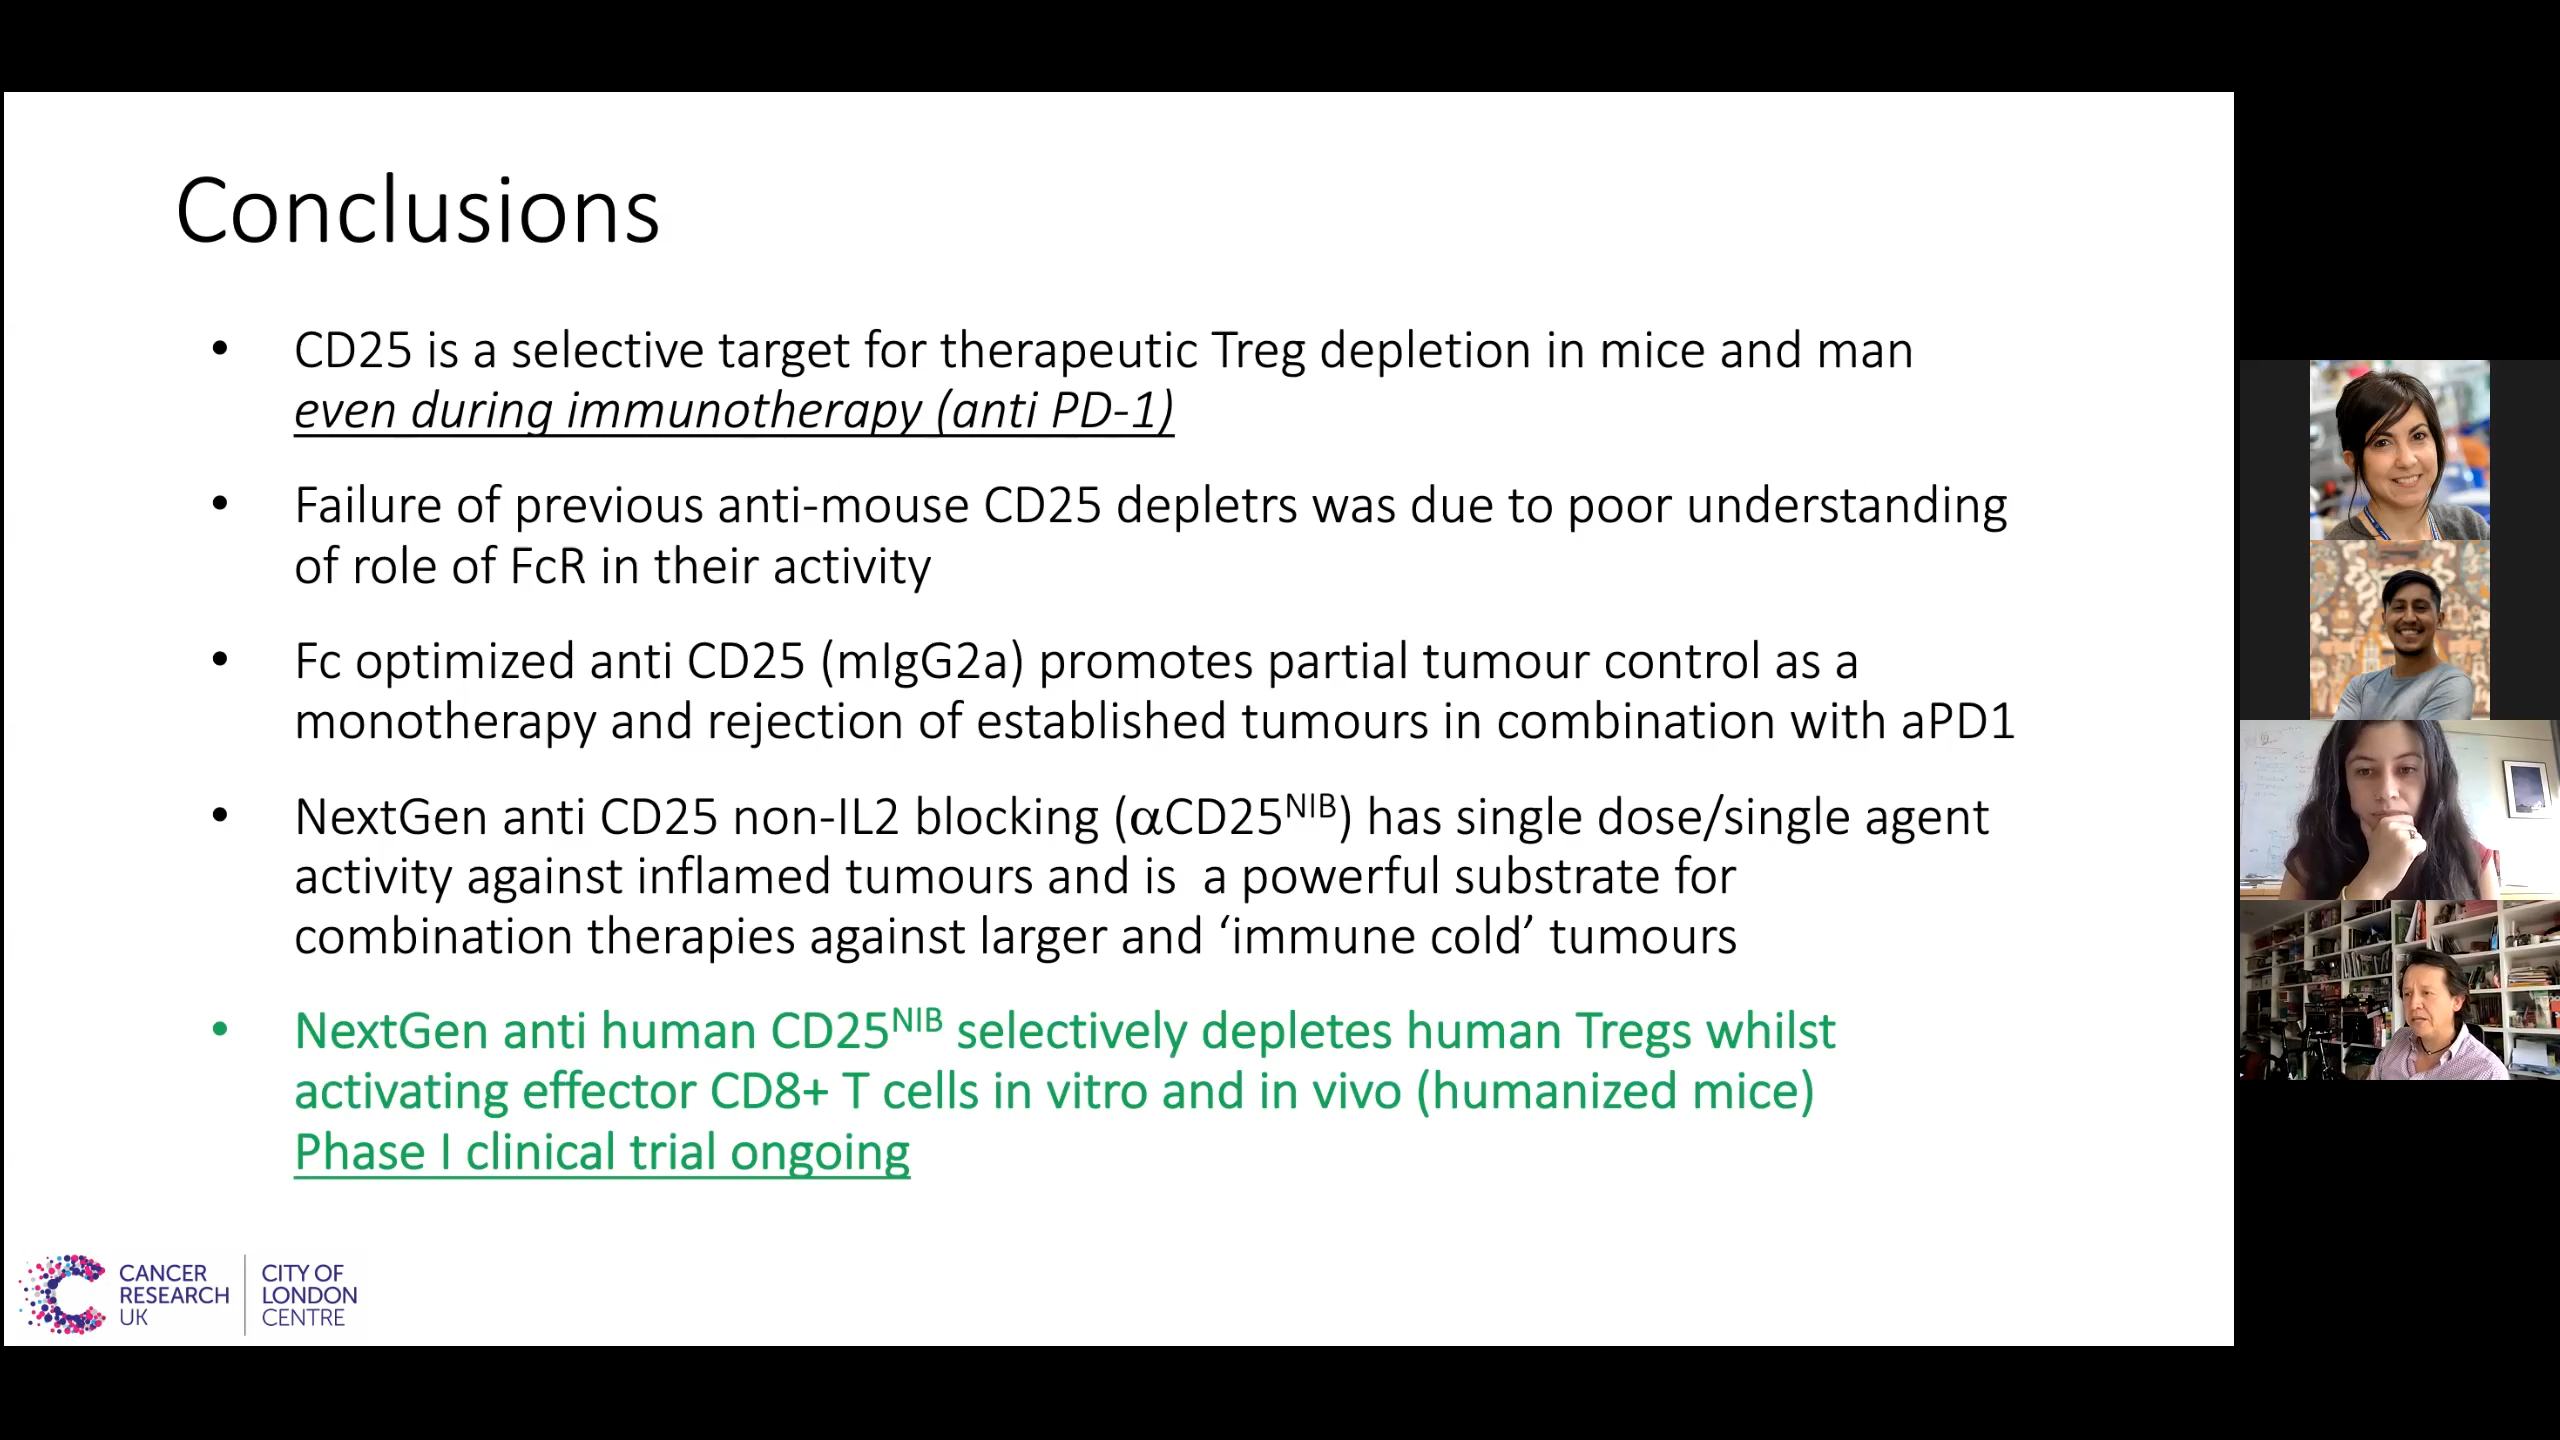 Conclusions
• CD25 is a selective target for therapeutic Treg depletion in mice and man
even during immunotherapy (anti PD-1)
• Failure of previous anti-mouse CD25 depletrs was due to poor understanding
of role of FcR in their activity
• Fc optimized anti CD25 (mIgG2a) promotes partial tumour control as a
monotherapy and rejection of established tumours in combination with aPD1
• NextGen anti CD25 non-IL2 blocking (αCD25ᴺᴵᴮ) has single dose/single agent
activity against inflamed tumours and is  a powerful substrate for
combination therapies against larger and ‘immune cold’ tumours
• NextGen anti human CD25ᴺᴵᴮ selectively depletes human Tregs whilst
activating effector CD8+ T cells in vitro and in vivo (humanized mice)
Phase I clinical trial ongoing
CANCER
RESEARCH
UK
CITY OF
LONDON
CENTRE